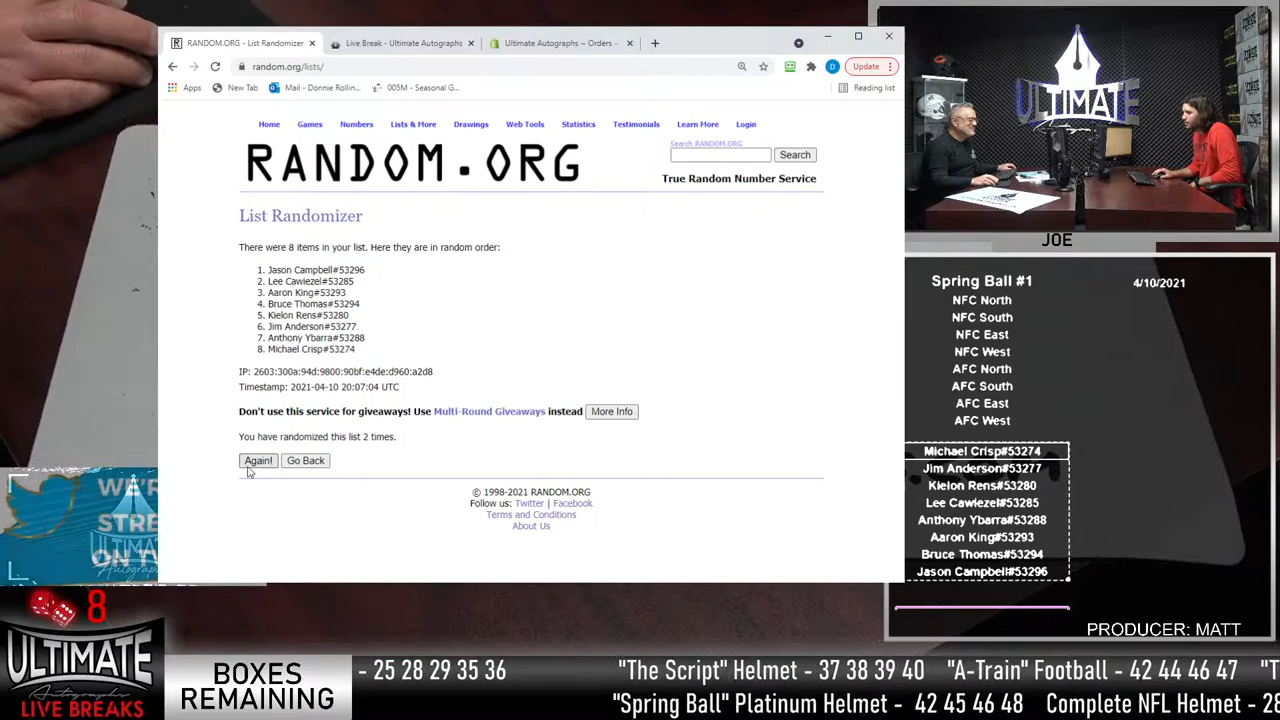 RANDOM.ORG - List Randomizer
Live Break - Ultimate Autographs
Ultimate Autographs ~ Orders -
random.org/lists/
Update
Apps
New Tab
Mail - Donnie Rollin...
005M - Seasonal G...
Reading list
Home Games Numbers Lists & More Drawings Web Tools Statistics Testimonials Learn More Login
RANDOM.ORG
Search RANDOM.ORG
Search
True Random Number Service
List Randomizer
There were 8 items in your list. Here they are in random order:
1. Jason Campbell#53296
2. Lee Cawiezel#53285
3. Aaron King#53293
4. Bruce Thomas#53294
5. Kielon Rens#53280
6. Jim Anderson#53277
7. Anthony Ybarra#53288
8. Michael Crisp#53274
IP: 2603:300a:94d:9800:90bf:e4de:d960:a2d8
Timestamp: 2021-04-10 20:07:04 UTC
Don't use this service for giveaways! Use Multi-Round Giveaways instead More Info
You have randomized this list 2 times.
Again! Go Back
© 1998-2021 RANDOM.ORG
Follow us: Twitter | Facebook
Terms and Conditions
About Us
ULTIMATE
JOE
Spring Ball #1
4/10/2021
NFC North
NFC South
NFC East
NFC West
AFC North
AFC South
AFC East
AFC West
Michael Crisp#53274
Jim Anderson#53277
Kielon Rens#53280
Lee Cawiezel#53285
Anthony Ybarra#53288
Aaron King#53293
Bruce Thomas#53294
Jason Campbell#53296
PRODUCER: MATT
WE'R
STRE
ON
8
ULTIMATE
Autographs
LIVE BREAKS
BOXES
REMAINING
- 25 28 29 35 36 "The Script" Helmet - 37 38 39 40 "A-Train" Football - 42 44 46 47 "T
"Spring Ball" Platinum Helmet - 42 45 46 48 Complete NFL Helmet - 28